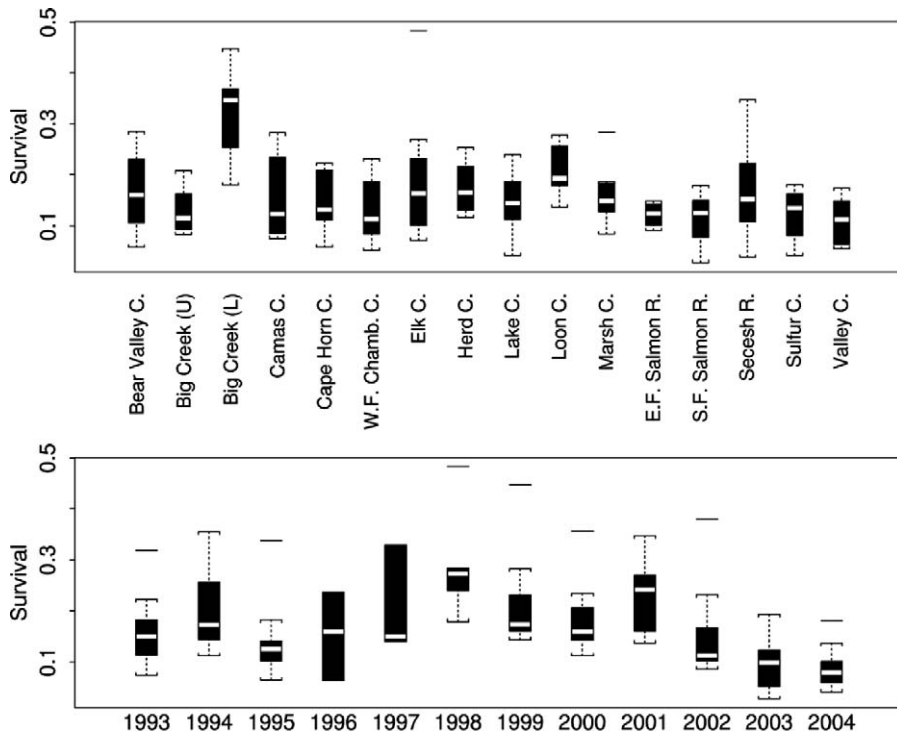 Survival
0.5
0.3
0.1
Bear Valley C.
Big Creek (U)
Big Creek (L)
Camas C.
Cape Horn C.
W.F. Chamb. C.
Elk C.
Herd C.
Lake C.
Loon C.
Marsh C.
E.F. Salmon R.
S.F. Salmon R.
Secesh R.
Sulfur C.
Valley C.
Survival
0.5
0.3
0.1
1993 1994 1995 1996 1997 1998 1999 2000 2001 2002 2003 2004